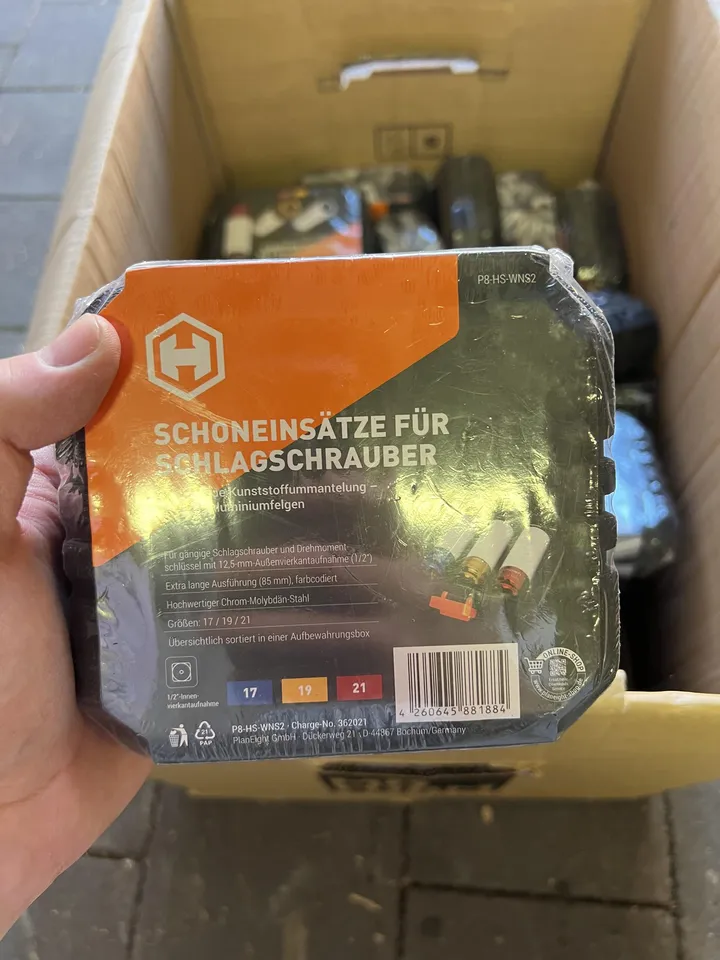 P8-HS-WNS2
H
SCHONEINSÄTZE FÜR
SCHLAGSCHRAUBER
Kunststoffummantelung –
Für gängige Schlagschrauber und Drehmoment-
schlüssel mit 12,5-mm-Außenvierkantaufnahme (1/2")
Extra lange Ausführung (85 mm), farbcodiert
Hochwertiger Chrom-Molybdän-Stahl
Größen: 17 / 19 / 21
Übersichtlich sortiert in einer Aufbewahrungsbox
1/2"-Innen-
vierkantaufnahme
17
19
21
4 260645 881884
ONLINE-SHOP
21
PAP
P8-HS-WNS2 · Charge-No. 362021
PlanEight GmbH · Dückerweg 21 · D-44867 Bochum/Germany